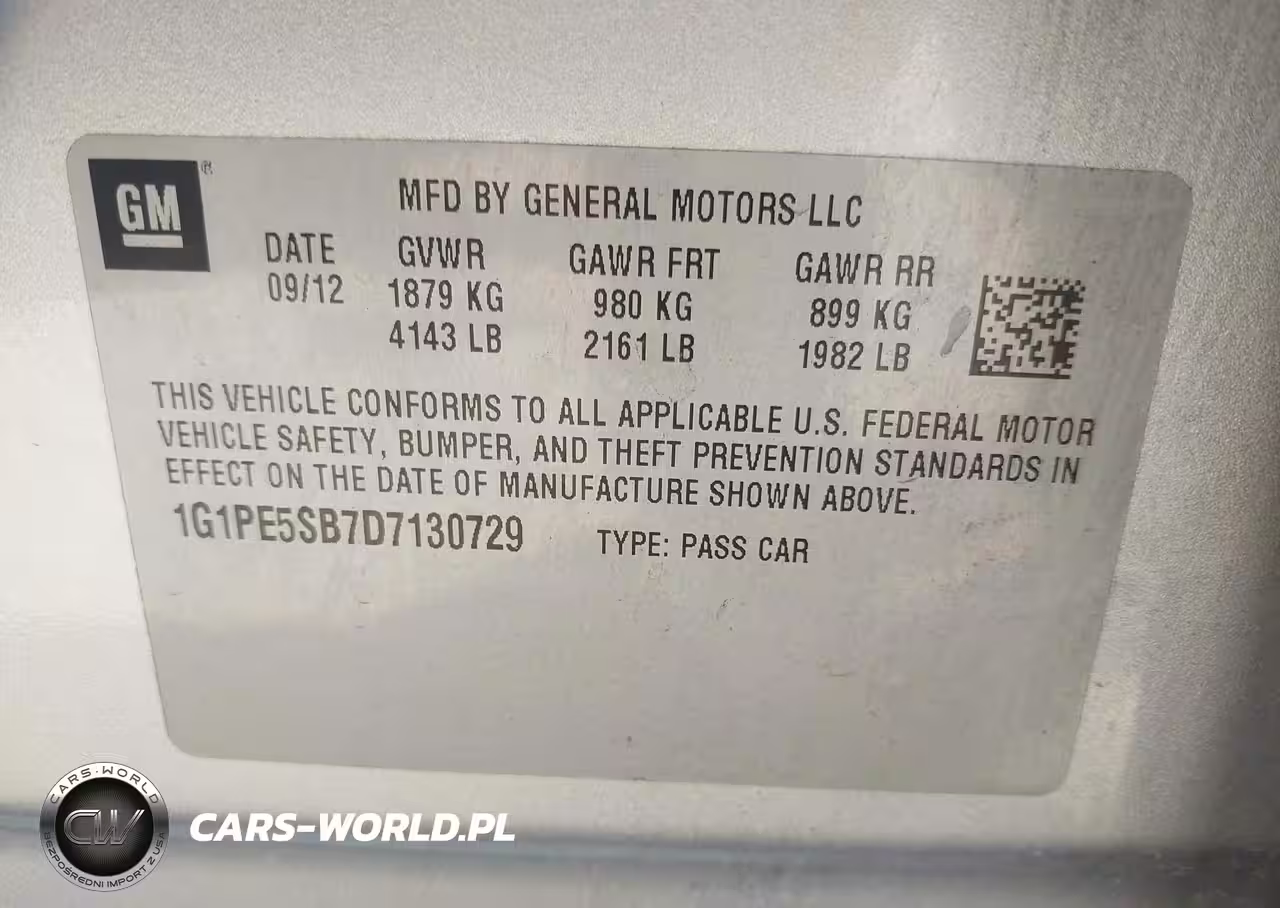 GM
®
MFD BY GENERAL MOTORS LLC
DATE GVWR GAWR FRT GAWR RR
09/12 1879 KG 980 KG 899 KG
4143 LB 2161 LB 1982 LB
THIS VEHICLE CONFORMS TO ALL APPLICABLE U.S. FEDERAL MOTOR
VEHICLE SAFETY, BUMPER, AND THEFT PREVENTION STANDARDS IN
EFFECT ON THE DATE OF MANUFACTURE SHOWN ABOVE.
1G1PE5SB7D7130729 TYPE: PASS CAR
CARS-WORLD
CW
BEZPOŚREDNI IMPORT Z USA
CARS-WORLD.PL